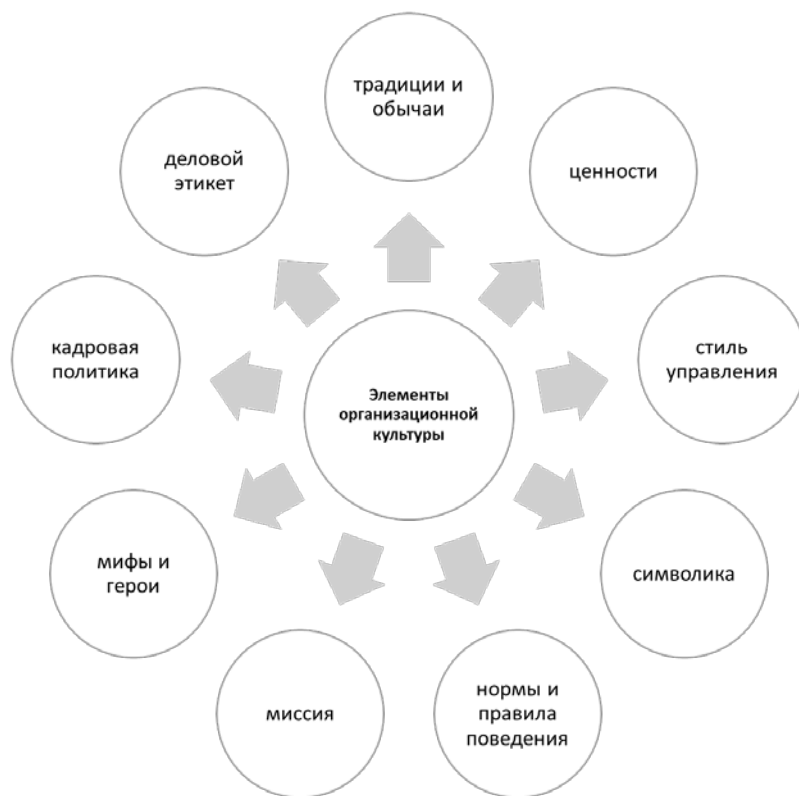 традиции и
обычаи
ценности
стиль
управления
символика
нормы и
правила
поведения
миссия
мифы и
герои
кадровая
политика
деловой
этикет
Элементы
организационной
культуры